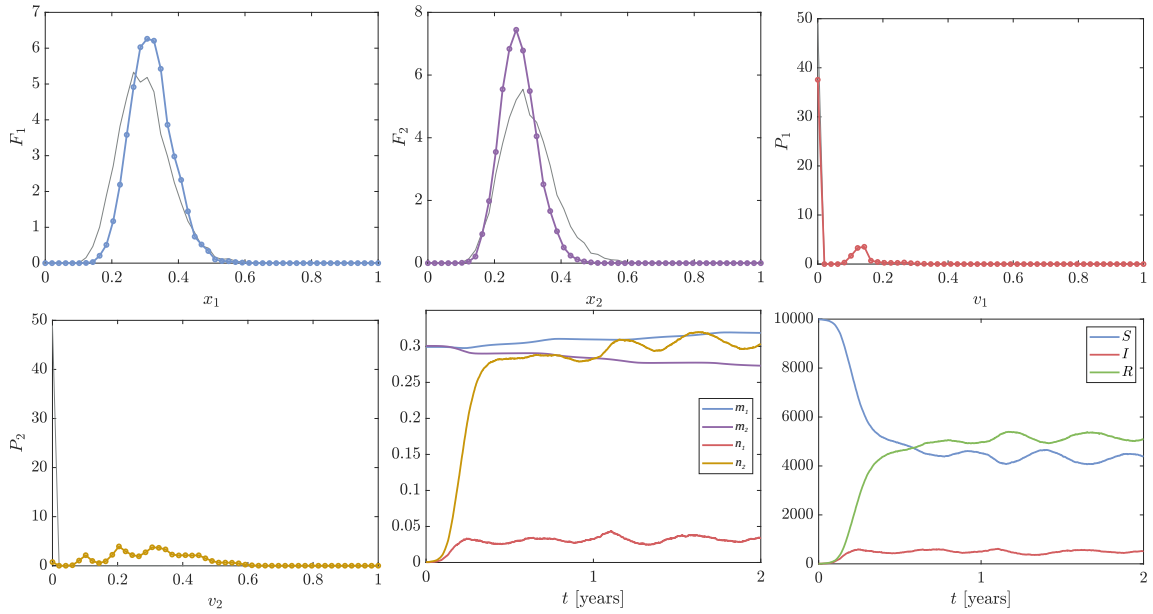 7
6
5
4
3
2
1
0
F₁
0 0.2 0.4 0.6 0.8 1
x₁
8
6
4
2
0
F₂
0 0.2 0.4 0.6 0.8 1
x₂
50
40
30
20
10
0
P₁
0 0.2 0.4 0.6 0.8 1
v₁
50
40
30
20
10
0
P₂
0 0.2 0.4 0.6 0.8 1
v₂
0.3
0.25
0.2
0.15
0.1
0.05
0
m₁
m₂
n₁
n₂
0 1 2
t [years]
10000
8000
6000
4000
2000
0
S
I
R
0 1 2
t [years]